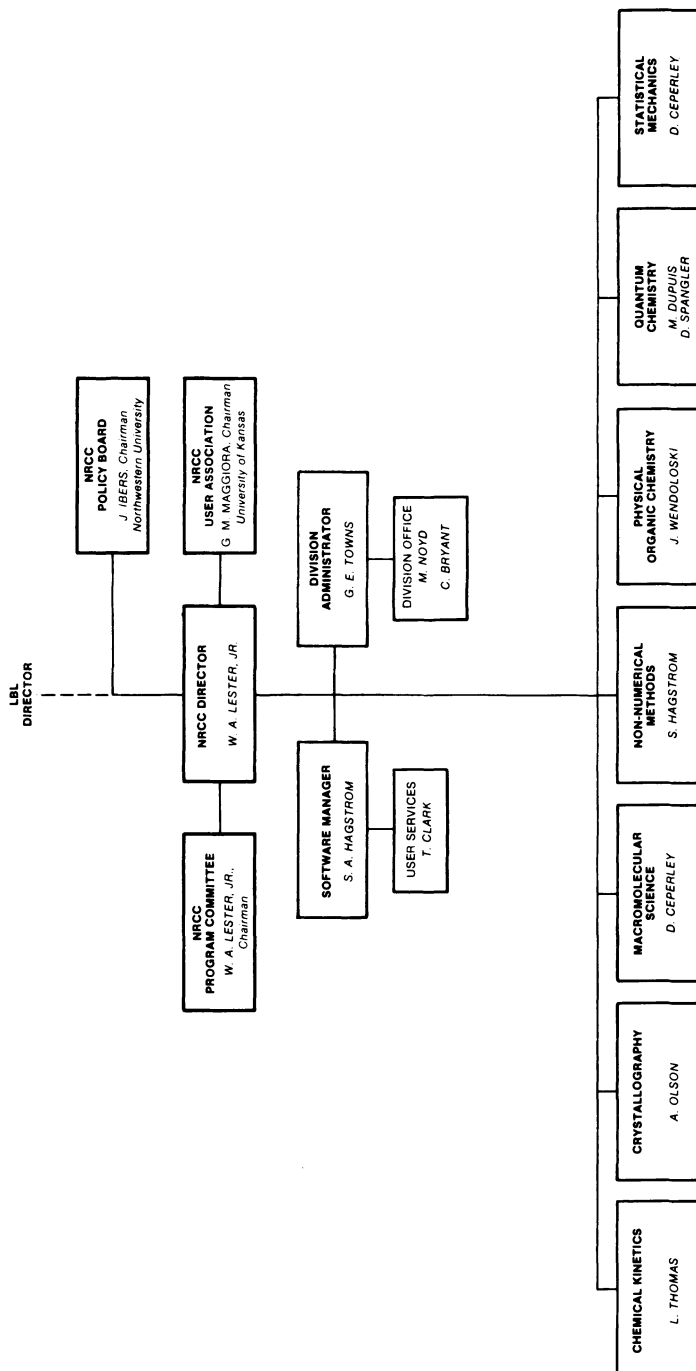 LBL
DIRECTOR
NRCC
POLICY BOARD
J. IBERS, Chairman
Northwestern University
NRCC
PROGRAM COMMITTEE
W. A. LESTER, JR.,
Chairman
NRCC DIRECTOR
W. A. LESTER, JR.
NRCC
USER ASSOCIATION
G. M. MAGGIORA, Chairman
University of Kansas
SOFTWARE MANAGER
S. A. HAGSTROM
DIVISION
ADMINISTRATOR
G. E. TOWNS
USER SERVICES
T. CLARK
DIVISION OFFICE
M. NOYD
C. BRYANT
CHEMICAL KINETICS
L. THOMAS
CRYSTALLOGRAPHY
A. OLSON
MACROMOLECULAR
SCIENCE
D. CEPERLEY
NON-NUMERICAL
METHODS
S. HAGSTROM
PHYSICAL
ORGANIC CHEMISTRY
J. WENDOLOSKI
QUANTUM
CHEMISTRY
M. DUPUIS
D. SPANGLER
STATISTICAL
MECHANICS
D. CEPERLEY